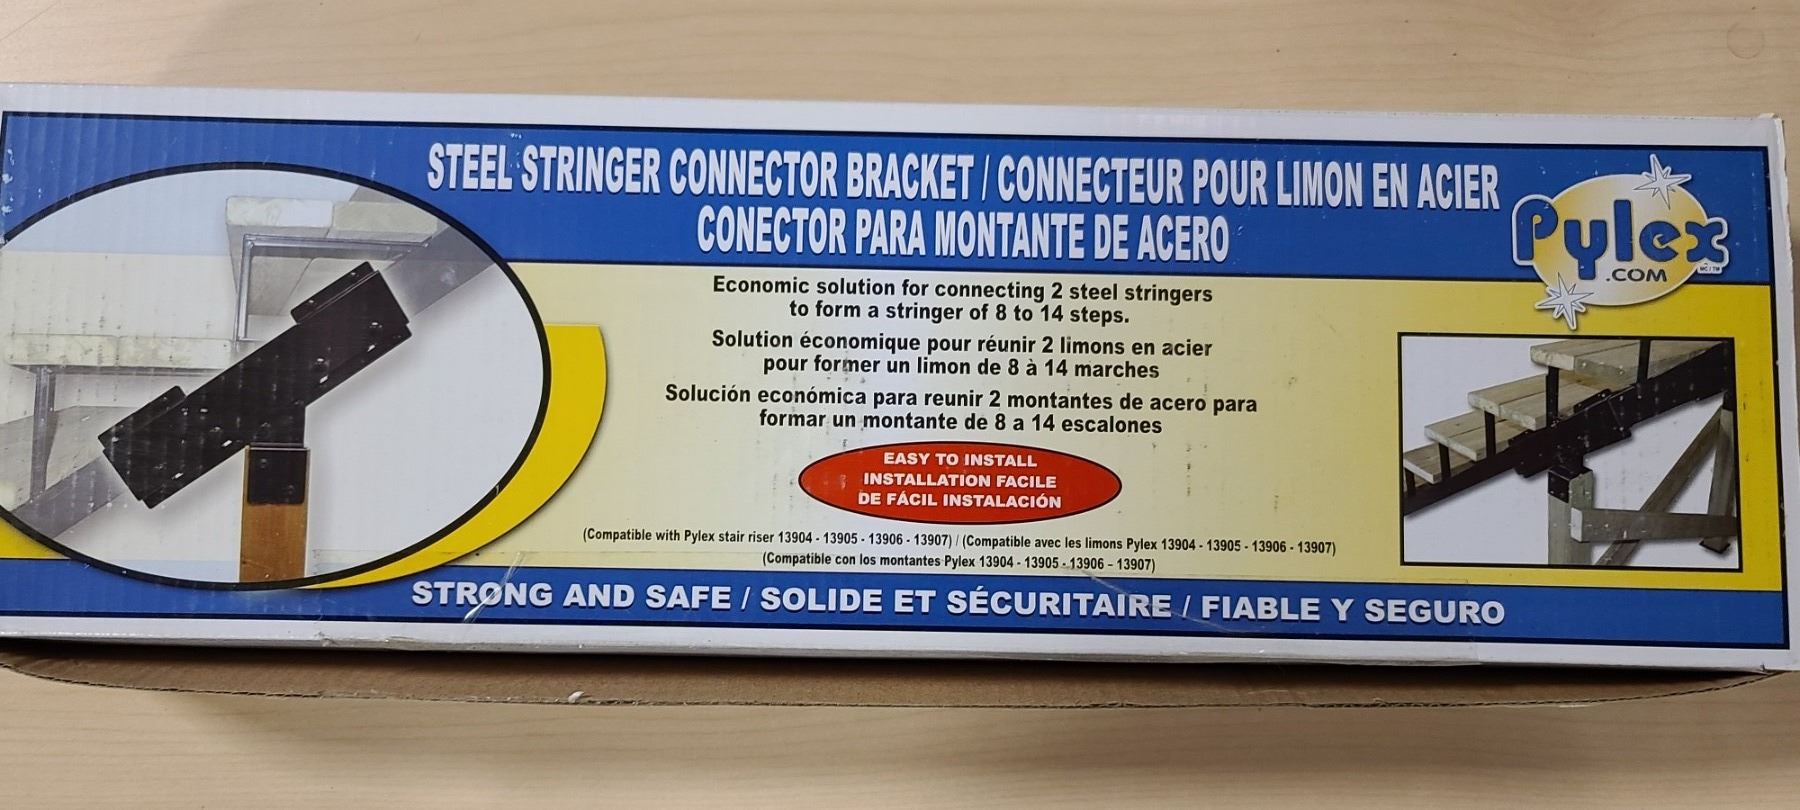 STEEL STRINGER CONNECTOR BRACKET / CONNECTEUR POUR LIMON EN ACIER
CONECTOR PARA MONTANTE DE ACERO
Pylex
.COM
MC / TM
Economic solution for connecting 2 steel stringers
to form a stringer of 8 to 14 steps.
Solution économique pour réunir 2 limons en acier
pour former un limon de 8 à 14 marches
Solución económica para reunir 2 montantes de acero para
formar un montante de 8 a 14 escalones
EASY TO INSTALL
INSTALLATION FACILE
DE FÁCIL INSTALACIÓN
(Compatible with Pylex stair riser 13904 - 13905 - 13906 - 13907) / (Compatible avec les limons Pylex 13904 - 13905 - 13906 - 13907)
(Compatible con los montantes Pylex 13904 - 13905 - 13906 - 13907)
STRONG AND SAFE / SOLIDE ET SÉCURITAIRE / FIABLE Y SEGURO